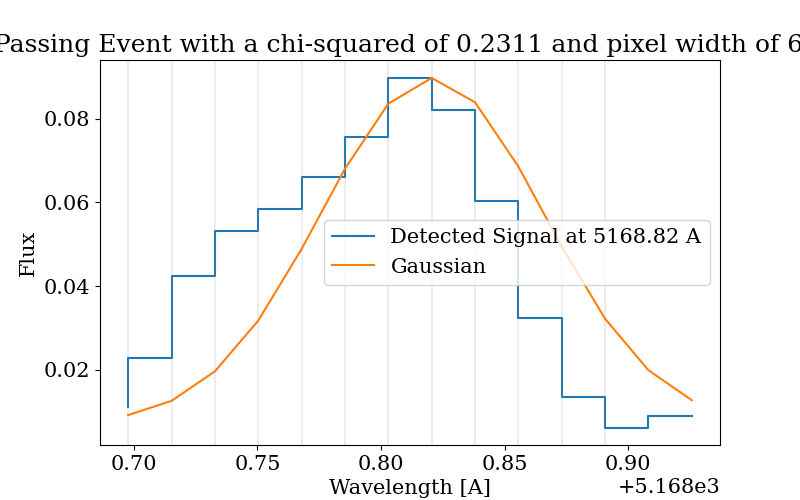 Passing Event with a chi-squared of 0.2311 and pixel width of 6
0.08
0.06
0.04
0.02
Flux
Detected Signal at 5168.82 A
Gaussian
0.70 0.75 0.80 0.85 0.90
Wavelength [A]
+5.168e3